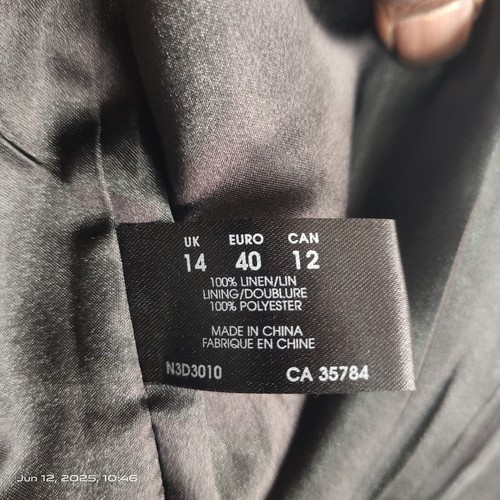 UK EURO CAN
14 40 12
100% LINEN/LIN
LINING/DOUBLURE
100% POLYESTER
MADE IN CHINA
FABRIQUE EN CHINE
N3D3010 CA 35784
Jun 12, 2025, 10:46